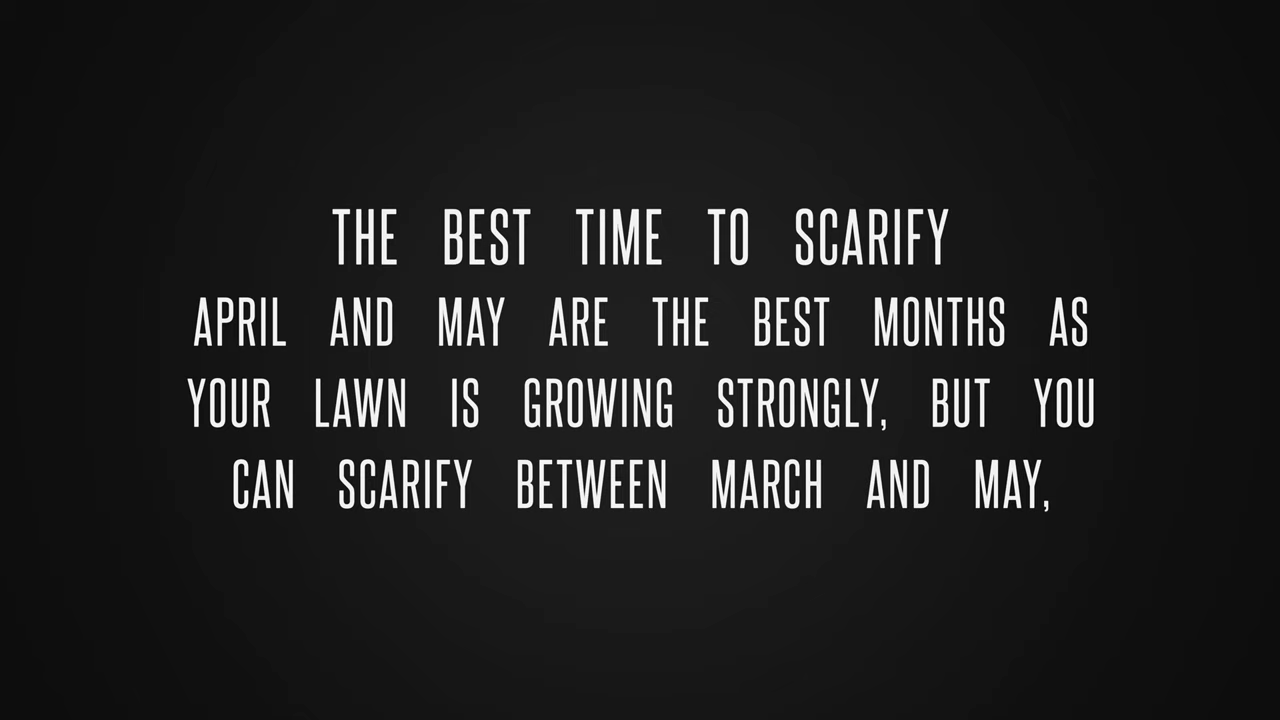 THE BEST TIME TO SCARIFY
APRIL AND MAY ARE THE BEST MONTHS AS
YOUR LAWN IS GROWING STRONGLY, BUT YOU
CAN SCARIFY BETWEEN MARCH AND MAY,